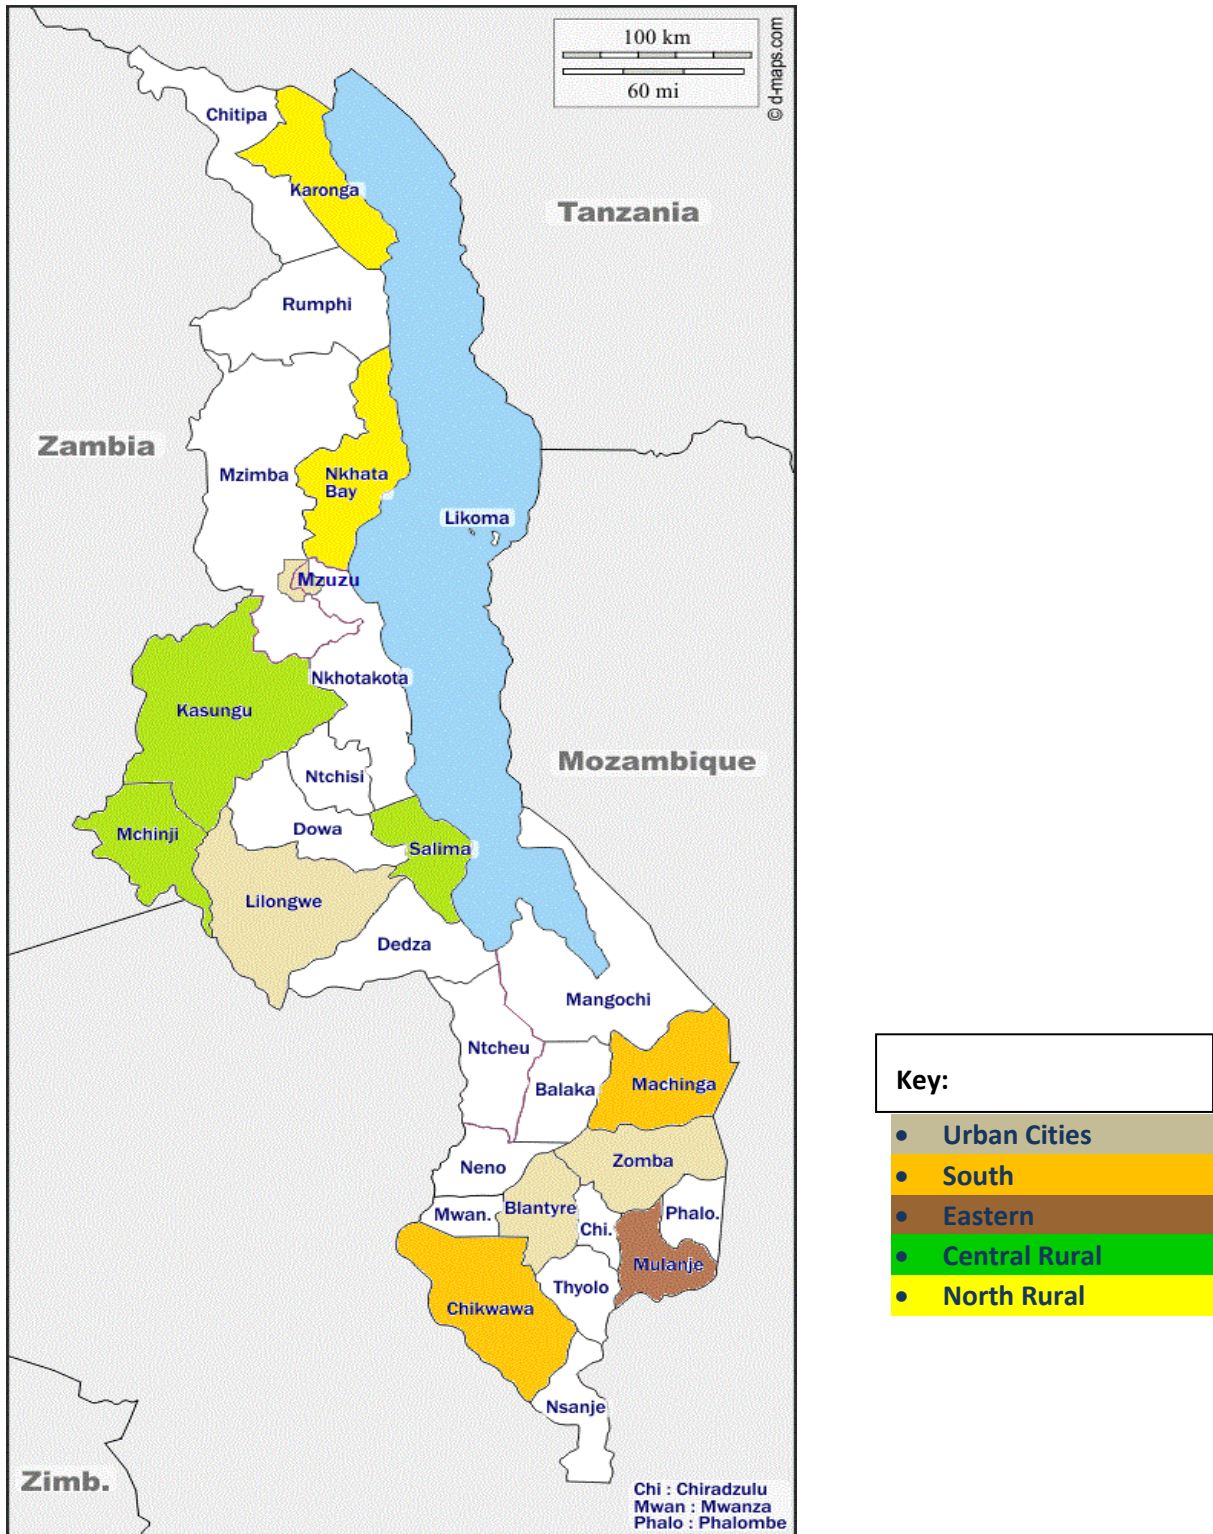 100 km
60 mi
© d-maps.com
Chitipa
Karonga
Tanzania
Rumphi
Zambia
Mzimba
Nkhata
Bay
Likoma
Mzuzu
Nkhotakota
Kasungu
Mozambique
Ntchisi
Mchinji
Dowa
Salima
Lilongwe
Dedza
Mangochi
Ntcheu
Balaka
Machinga
Neno
Zomba
Mwan.
Blantyre
Chi.
Phalo.
Mulanje
Thyolo
Chikwawa
Nsanje
Zimb.
Chi : Chiradzulu
Mwan : Mwanza
Phalo : Phalombe
Key:
• Urban Cities
• South
• Eastern
• Central Rural
• North Rural